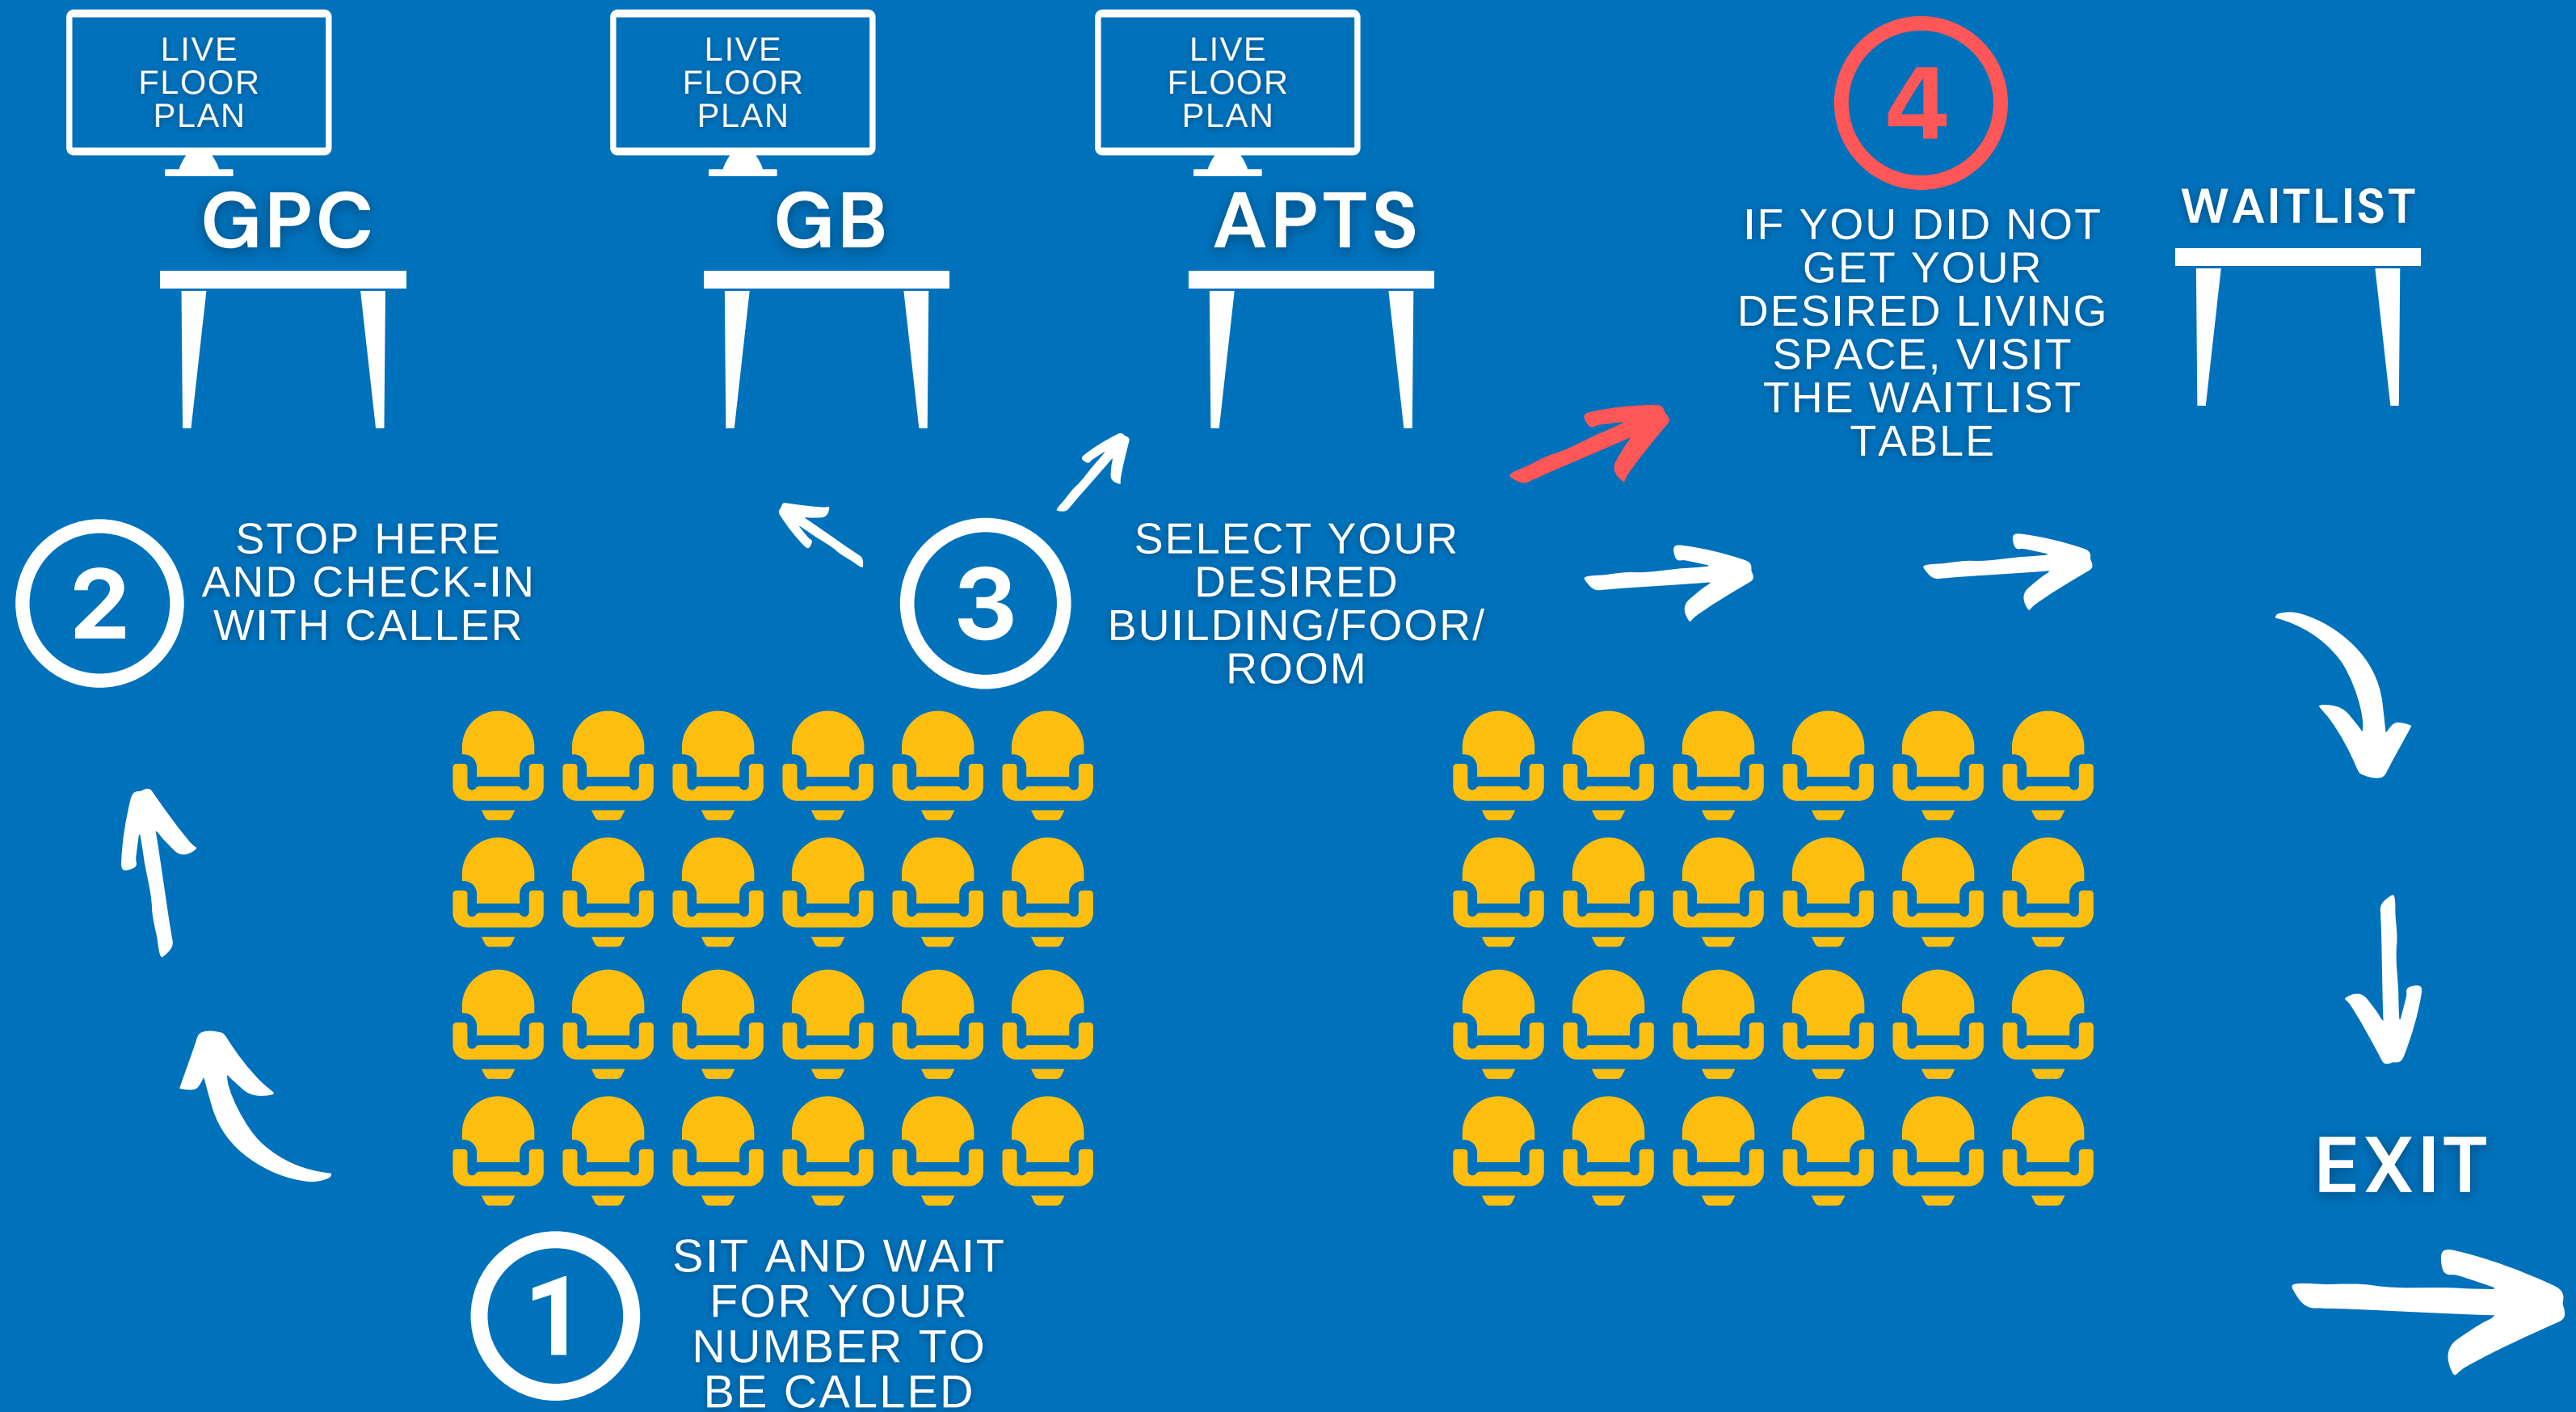 LIVE
FLOOR
PLAN
LIVE
FLOOR
PLAN
LIVE
FLOOR
PLAN
GPC
GB
APTS
4
IF YOU DID NOT
GET YOUR
DESIRED LIVING
SPACE, VISIT
THE WAITLIST
TABLE
WAITLIST
2
STOP HERE
AND CHECK-IN
WITH CALLER
3
SELECT YOUR
DESIRED
BUILDING/FOOR/
ROOM
EXIT
1
SIT AND WAIT
FOR YOUR
NUMBER TO
BE CALLED